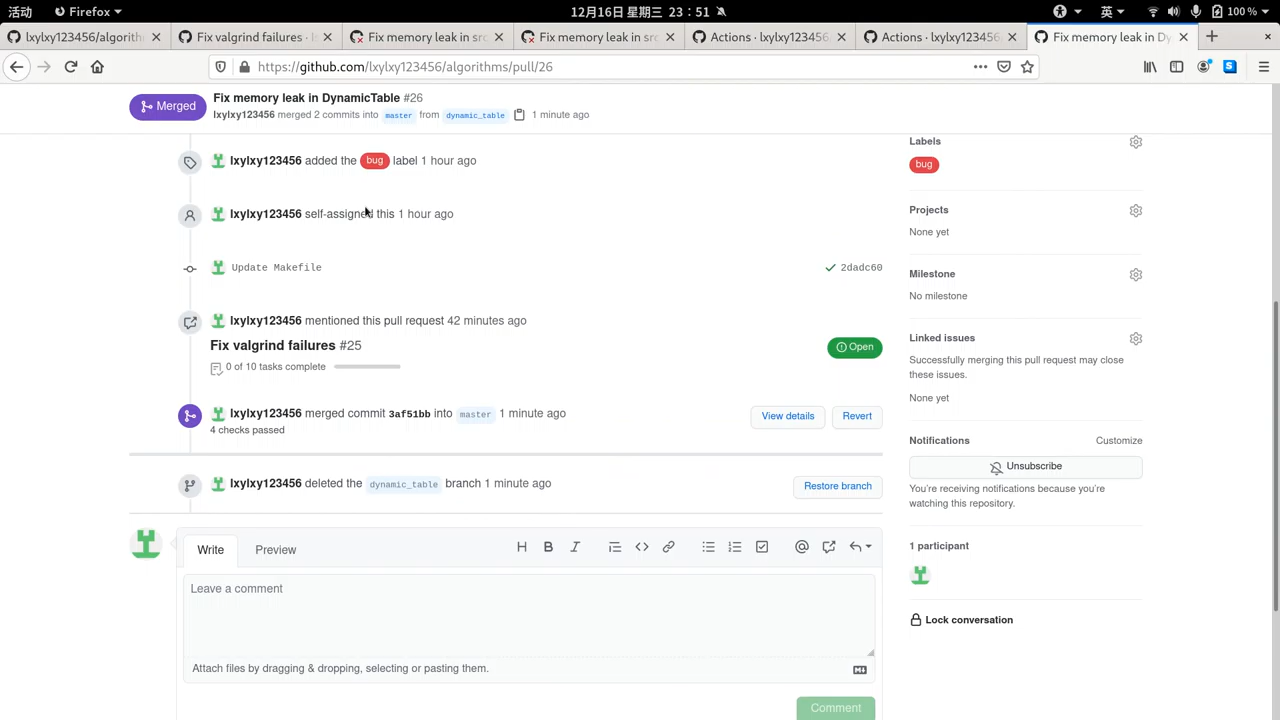 活动 Firefox 12月16日 星期三 23：51 英 100 %
lxylxy123456/algorith Fix valgrind failures · Is Fix memory leak in src Fix memory leak in src Actions · lxylxy123456 Actions · lxylxy123456 Fix memory leak in Dy
https://github.com/lxylxy123456/algorithms/pull/26
Merged
Fix memory leak in DynamicTable #26
lxylxy123456 merged 2 commits into master from dynamic_table 1 minute ago
lxylxy123456 added the bug label 1 hour ago
lxylxy123456 self-assigned this 1 hour ago
Update Makefile 2dadc60
lxylxy123456 mentioned this pull request 42 minutes ago
Fix valgrind failures #25
Open
0 of 10 tasks complete
lxylxy123456 merged commit 3af51bb into master 1 minute ago
View details Revert
4 checks passed
lxylxy123456 deleted the dynamic_table branch 1 minute ago
Restore branch
Write Preview
Leave a comment
Attach files by dragging & dropping, selecting or pasting them.
Comment
Labels
bug
Projects
None yet
Milestone
No milestone
Linked issues
Successfully merging this pull request may close
these issues.
None yet
Notifications Customize
Unsubscribe
You're receiving notifications because you're
watching this repository.
1 participant
Lock conversation